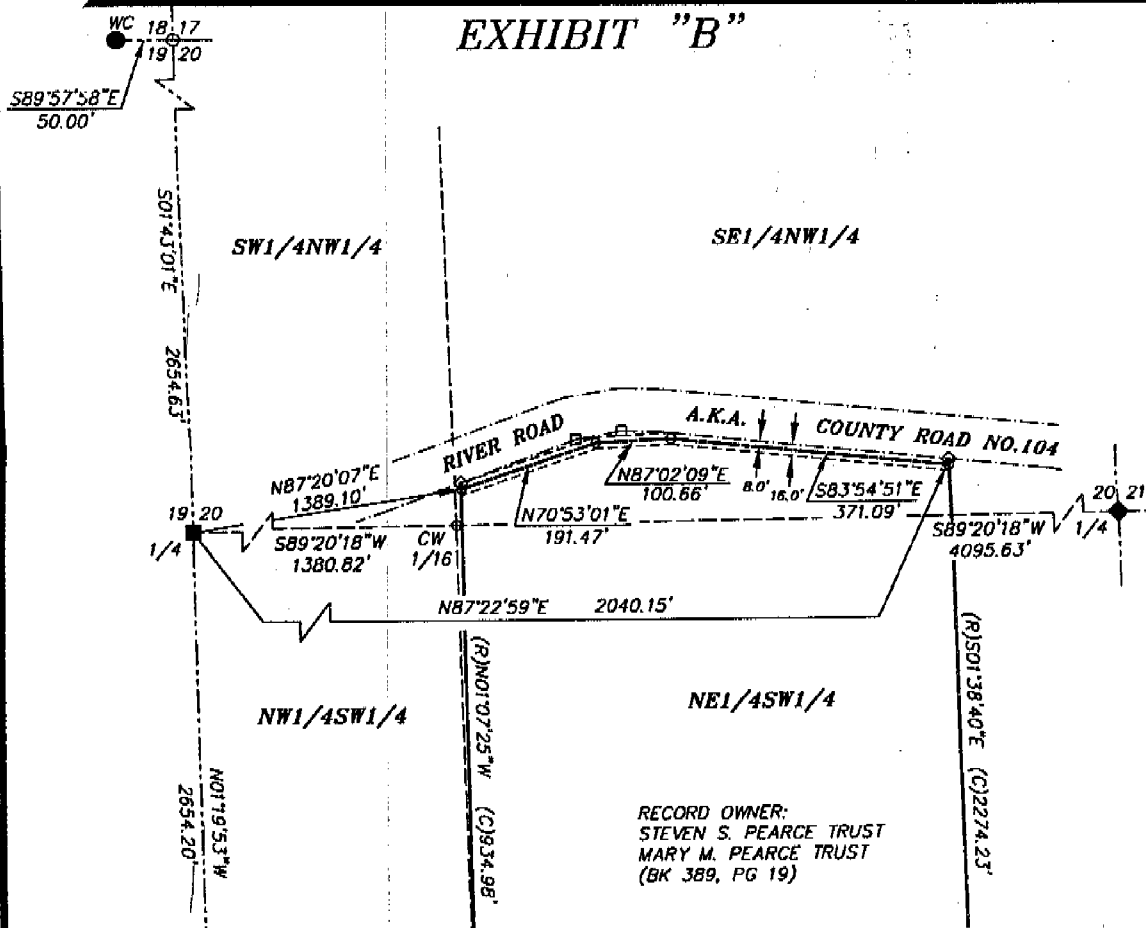 EXHIBIT "B"
WC
18 17
19 20
S89°57'58"E
50.00'
S01°43'01"E 2654.63'
SW1/4NW1/4
SE1/4NW1/4
RIVER ROAD
A.K.A.
COUNTY ROAD NO.104
N87°20'07"E
1389.10'
N87°02'09"E
100.66'
8.0'
16.0'
S83°54'51"E
371.09'
N70°53'01"E
191.47'
19 20
1/4
S89°20'18"W
1380.82'
CW
1/16
S89°20'18"W
4095.63'
20 21
1/4
N87°22'59"E 2040.15'
(R)N01°07'25"W (C)934.98'
(R)S01°38'40"E (C)2274.23'
NW1/4SW1/4
NE1/4SW1/4
N01°19'53"W
2654.20'
RECORD OWNER:
STEVEN S. PEARCE TRUST
MARY M. PEARCE TRUST
(BK 389, PG 19)